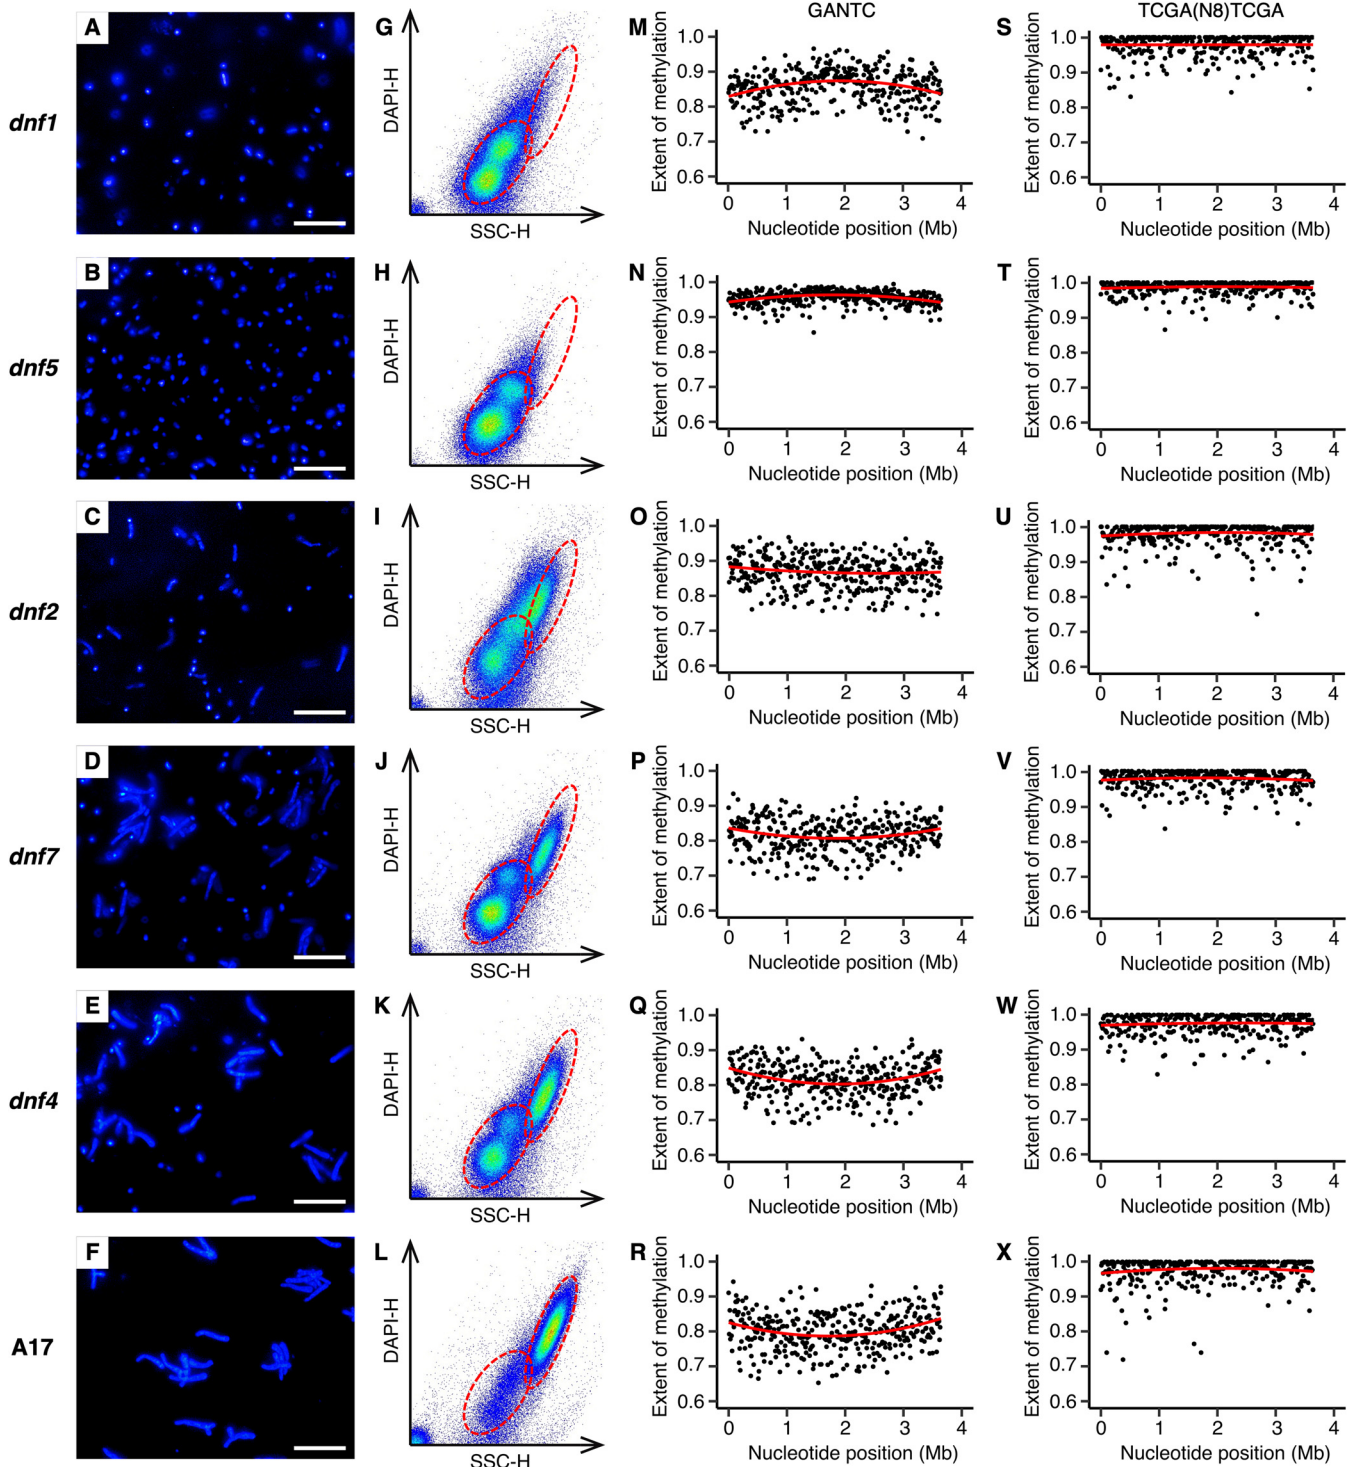 GANTC
TCGA(N8)TCGA
dnf1
A
G
DAPI-H
SSC-H
M
Extent of methylation
1.0
0.9
0.8
0.7
0.6
0
1
2
3
4
Nucleotide position (Mb)
S
Extent of methylation
1.0
0.9
0.8
0.7
0.6
0
1
2
3
4
Nucleotide position (Mb)
dnf5
B
H
DAPI-H
SSC-H
N
Extent of methylation
1.0
0.9
0.8
0.7
0.6
0
1
2
3
4
Nucleotide position (Mb)
T
Extent of methylation
1.0
0.9
0.8
0.7
0.6
0
1
2
3
4
Nucleotide position (Mb)
dnf2
C
I
DAPI-H
SSC-H
O
Extent of methylation
1.0
0.9
0.8
0.7
0.6
0
1
2
3
4
Nucleotide position (Mb)
U
Extent of methylation
1.0
0.9
0.8
0.7
0.6
0
1
2
3
4
Nucleotide position (Mb)
dnf7
D
J
DAPI-H
SSC-H
P
Extent of methylation
1.0
0.9
0.8
0.7
0.6
0
1
2
3
4
Nucleotide position (Mb)
V
Extent of methylation
1.0
0.9
0.8
0.7
0.6
0
1
2
3
4
Nucleotide position (Mb)
dnf4
E
K
DAPI-H
SSC-H
Q
Extent of methylation
1.0
0.9
0.8
0.7
0.6
0
1
2
3
4
Nucleotide position (Mb)
W
Extent of methylation
1.0
0.9
0.8
0.7
0.6
0
1
2
3
4
Nucleotide position (Mb)
A17
F
L
DAPI-H
SSC-H
R
Extent of methylation
1.0
0.9
0.8
0.7
0.6
0
1
2
3
4
Nucleotide position (Mb)
X
Extent of methylation
1.0
0.9
0.8
0.7
0.6
0
1
2
3
4
Nucleotide position (Mb)